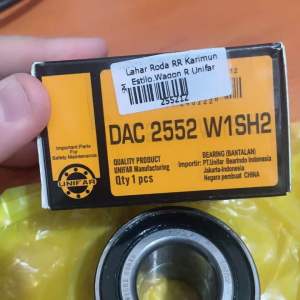 Lahar Roda RR Karimun
Estilo,Wagon R Unifar
255212
DAC 2552 W1SH2
Important Parts
For
Safety Maintenance
UNIFAR
QUALITY PRODUCT
UNIFAR Manufacturing
Qty 1 pcs
BEARING (BANTALAN)
Importir: PT.Unifar Bearindo Indonesia
Jakarta-Indonesia
Negara pembuat CHINA